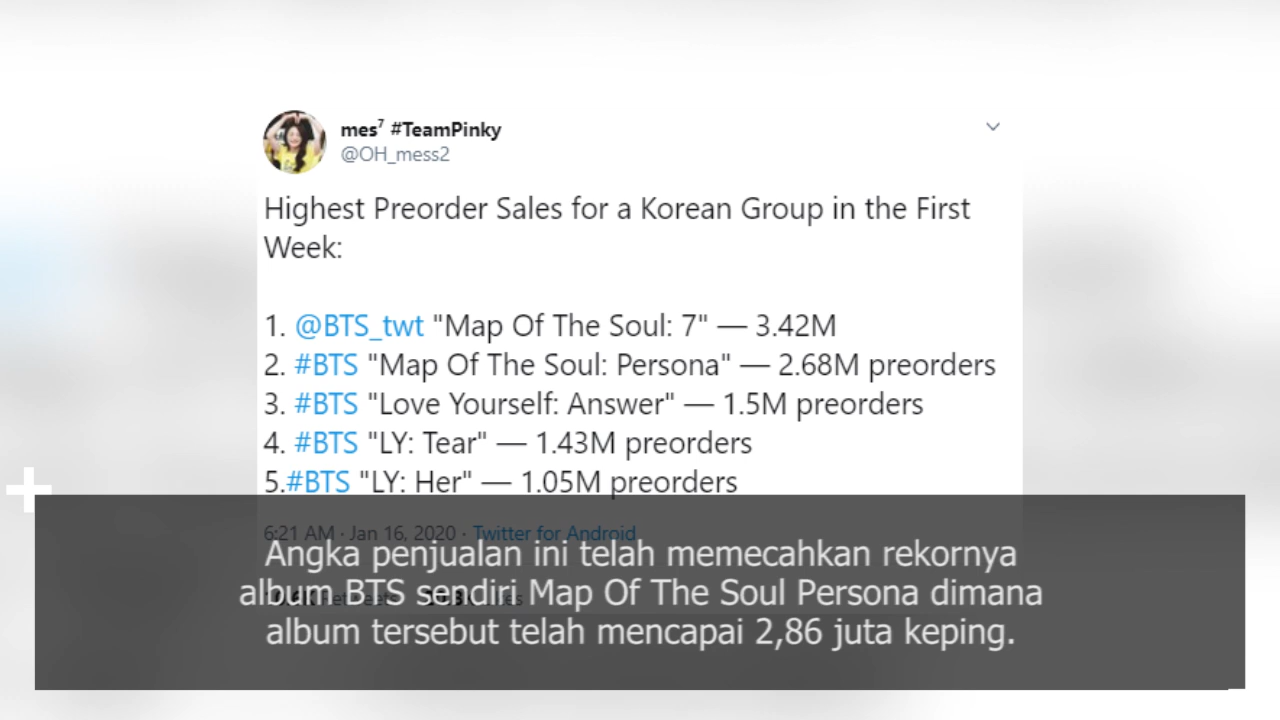 mes⁷ #TeamPinky
@OH_mess2
Highest Preorder Sales for a Korean Group in the First
Week:
1. @BTS_twt "Map Of The Soul: 7" — 3.42M
2. #BTS "Map Of The Soul: Persona" — 2.68M preorders
3. #BTS "Love Yourself: Answer" — 1.5M preorders
4. #BTS "LY: Tear" — 1.43M preorders
5.#BTS "LY: Her" — 1.05M preorders
6:21 AM · Jan 16, 2020 · Twitter for Android
Angka penjualan ini telah memecahkan rekornya
album BTS sendiri Map Of The Soul Persona dimana
album tersebut telah mencapai 2,86 juta keping.